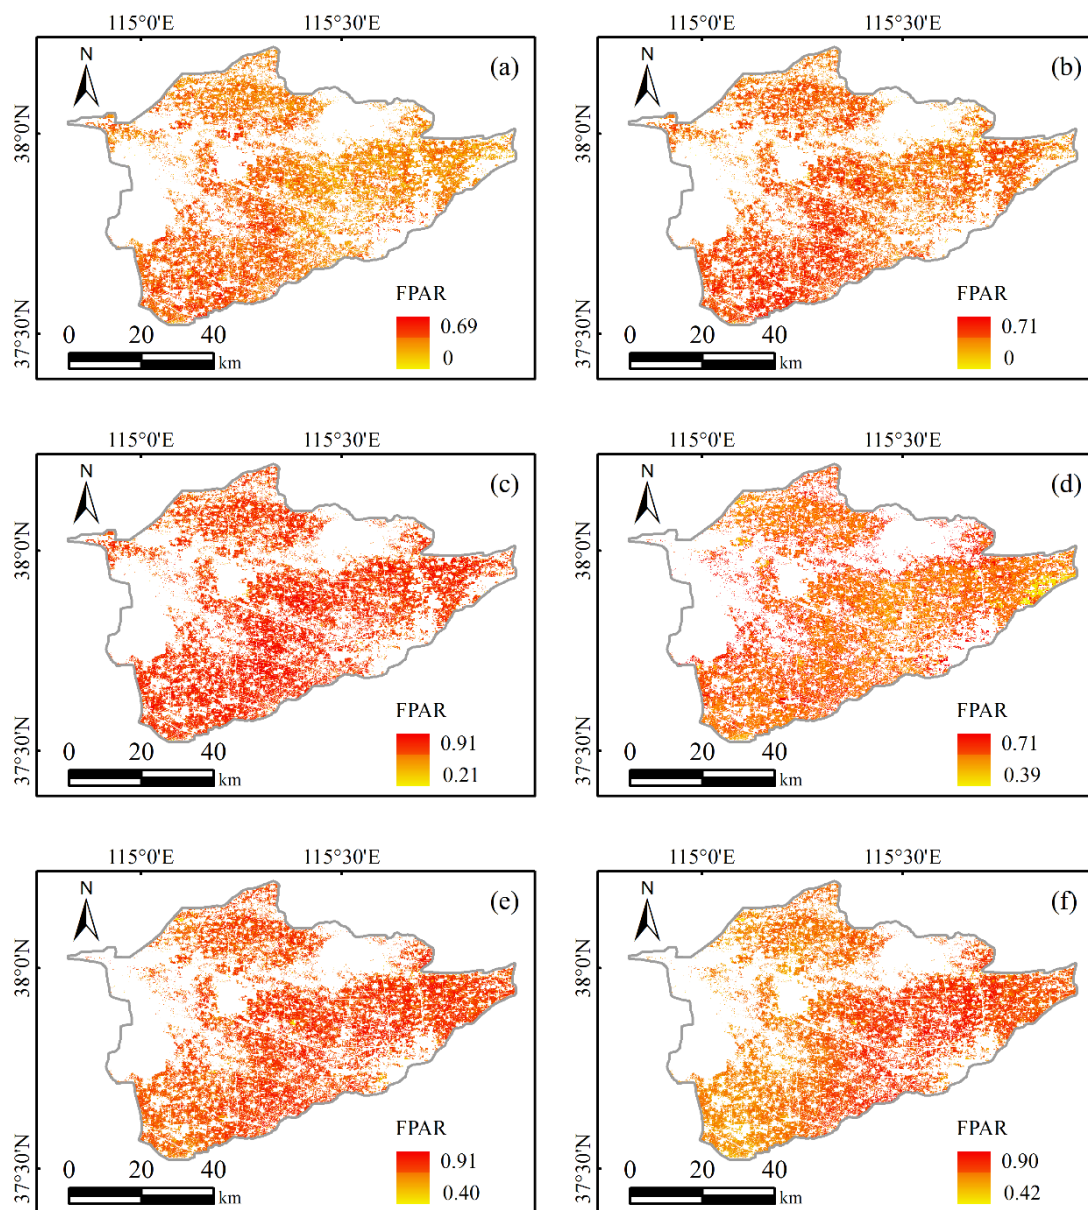 115°0'E 115°30'E 115°0'E 115°30'E
N (a) N (b)
38°0'N 38°0'N
FPAR FPAR
0 20 40 0.69 0 20 40 0.71
37°30'N km 0 37°30'N km 0
115°0'E 115°30'E 115°0'E 115°30'E
N (c) N (d)
38°0'N 38°0'N
FPAR FPAR
0 20 40 0.91 0 20 40 0.71
37°30'N km 0.21 37°30'N km 0.39
115°0'E 115°30'E 115°0'E 115°30'E
N (e) N (f)
38°0'N 38°0'N
FPAR FPAR
0 20 40 0.91 0 20 40 0.90
37°30'N km 0.40 37°30'N km 0.42